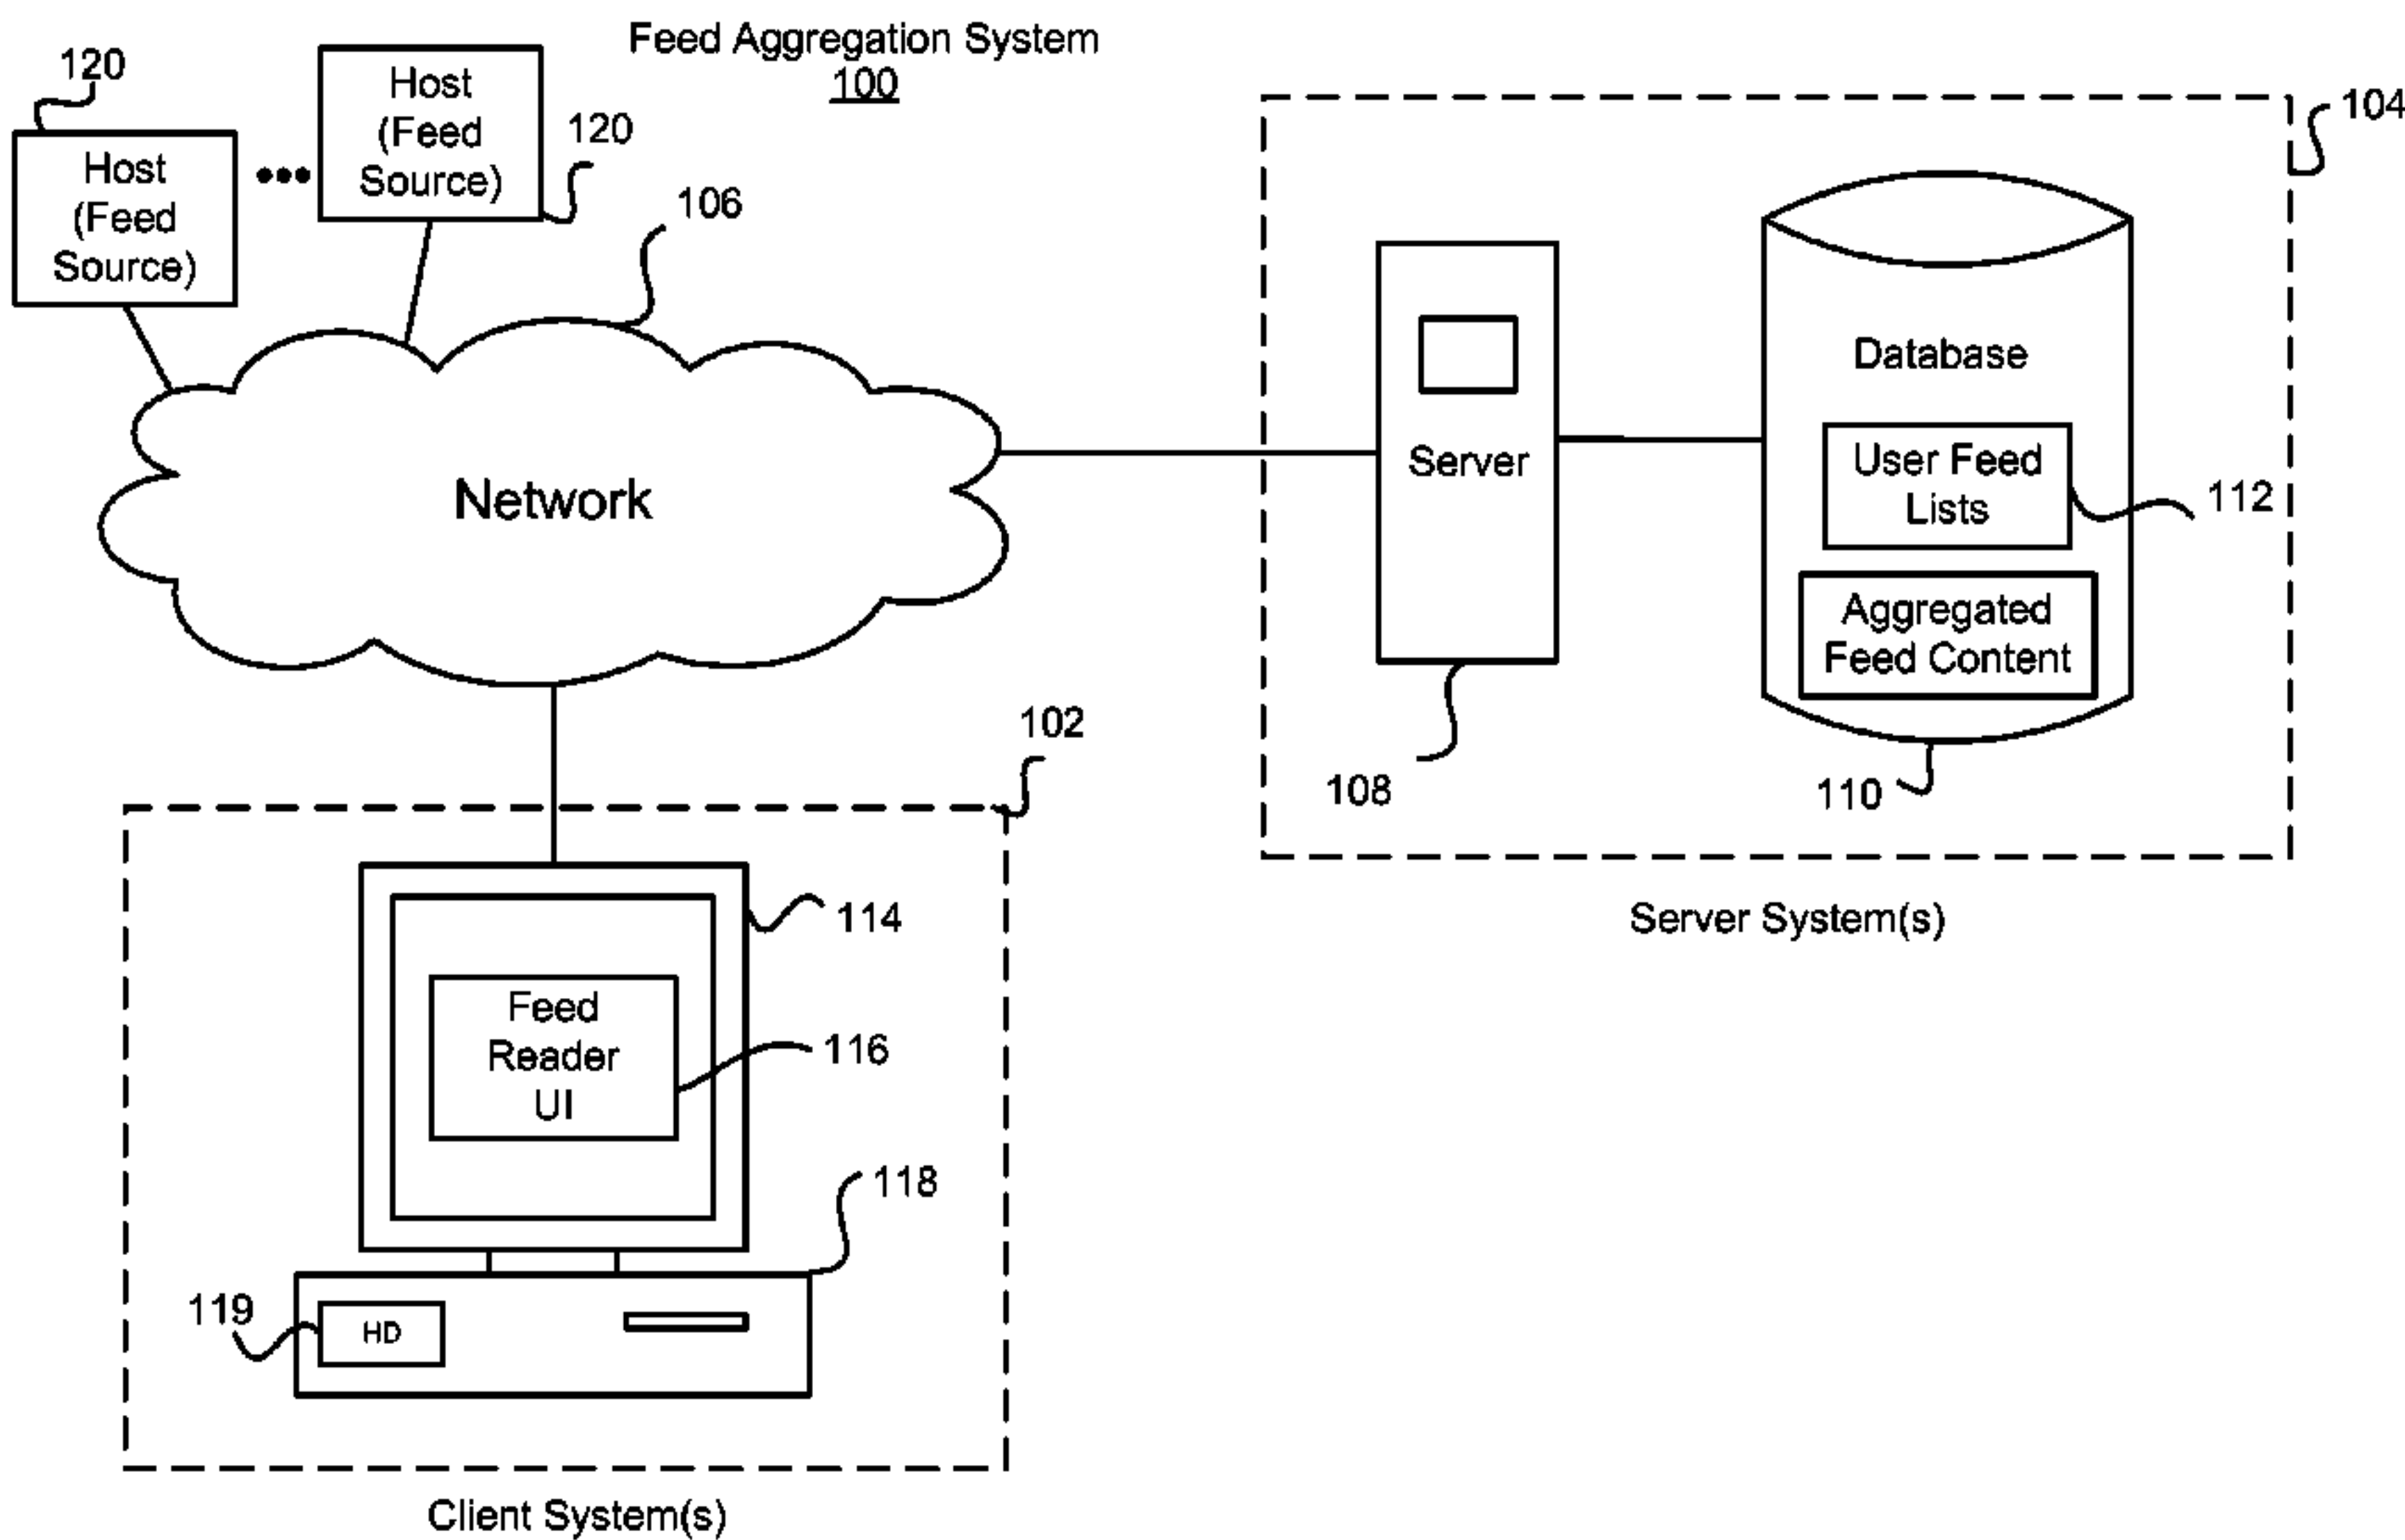 Feed Aggregation System
100
120
Host
(Feed
Source)
Host
(Feed
Source)
120
106
Network
104
Server
108
Database
User Feed
Lists
112
Aggregated
Feed Content
110
Server System(s)
102
114
Feed
Reader
UI
116
118
119
HD
Client System(s)